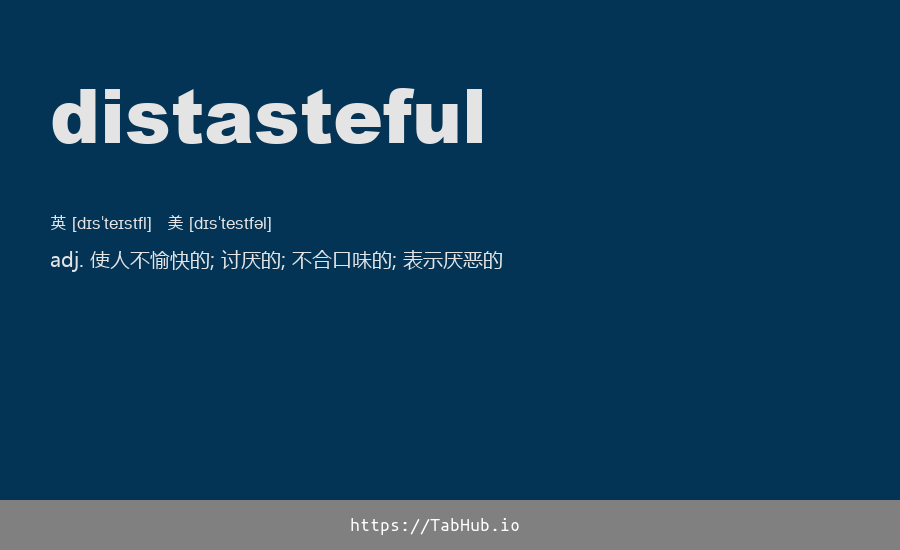 distasteful
英 [dɪsˈteɪstfl] 美 [dɪsˈtestfəl]
adj. 使人不愉快的; 讨厌的; 不合口味的; 表示厌恶的
https://TabHub.io